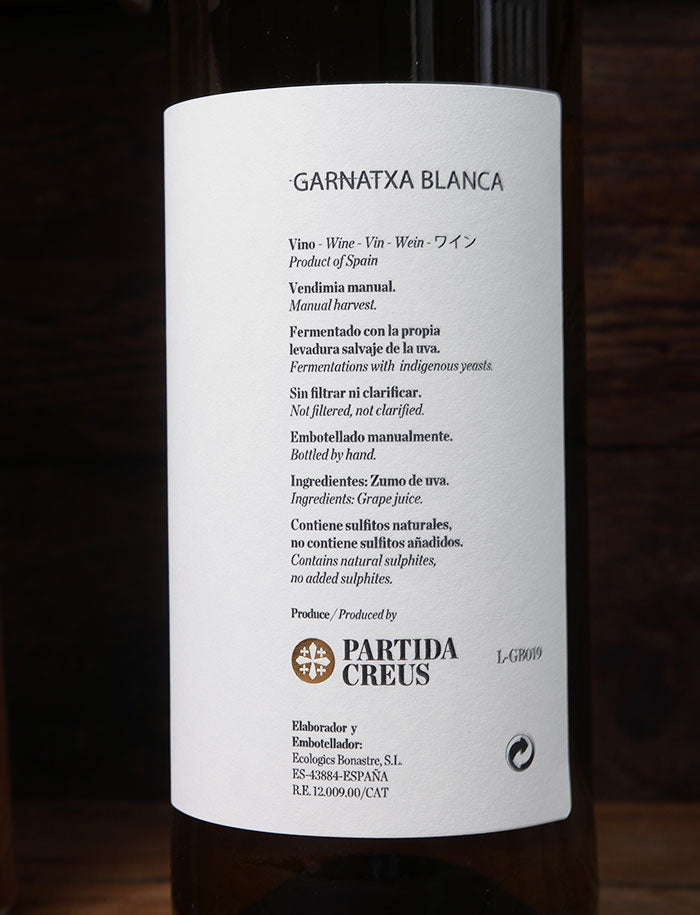 GARNATXA BLANCA
Vino - Wine - Vin - Wein - ワイン
Product of Spain
Vendimia manual.
Manual harvest.
Fermentado con la propia
levadura salvaje de la uva.
Fermentations with indigenous yeasts.
Sin filtrar ni clarificar.
Not filtered, not clarified.
Embotellado manualmente.
Bottled by hand.
Ingredientes: Zumo de uva.
Ingredients: Grape juice.
Contiene sulfitos naturales,
no contiene sulfitos añadidos.
Contains natural sulphites,
no added sulphites.
Produce / Produced by
PARTIDA
CREUS
L-GB019
Elaborador y
Embotellador:
Ecologics Bonastre, S.L.
ES-43884-ESPAÑA
R.E. 12.009.00/CAT